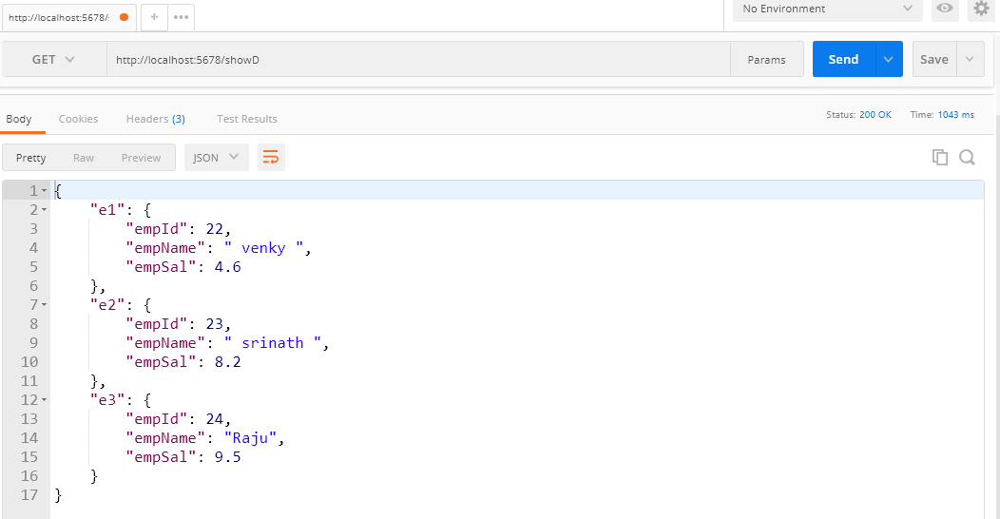 http://localhost:5678/:
No Environment
GET http://localhost:5678/showD Params Send Save
Body Cookies Headers (3) Test Results Status: 200 OK Time: 1043 ms
Pretty Raw Preview JSON
1 {
2 "e1": {
3 "empId": 22,
4 "empName": " venky ",
5 "empSal": 4.6
6 },
7 "e2": {
8 "empId": 23,
9 "empName": " srinath ",
10 "empSal": 8.2
11 },
12 "e3": {
13 "empId": 24,
14 "empName": "Raju",
15 "empSal": 9.5
16 }
17 }